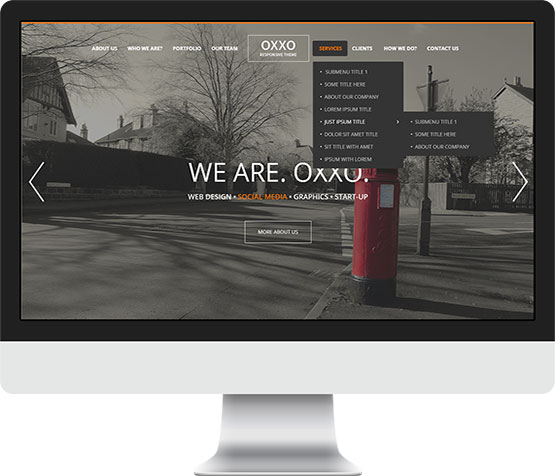 ABOUT US WHO WE ARE? PORTFOLIO OUR TEAM OXXO SERVICES CLIENTS HOW WE DO? CONTACT US
RESPONSIVE THEME
• SUBMENU TITLE 1
• SOME TITLE HERE
• ABOUT OUR COMPANY
• LOREM IPSUM TITLE
• JUST IPSUM TITLE ›
• DOLOR SIT AMET TITLE
• SIT TITLE WITH AMET
• IPSUM WITH LOREM
• SUBMENU TITLE 1
• SOME TITLE HERE
• ABOUT OUR COMPANY
WE ARE. OXXO.
WEB DESIGN • SOCIAL MEDIA • GRAPHICS • START-UP
MORE ABOUT US